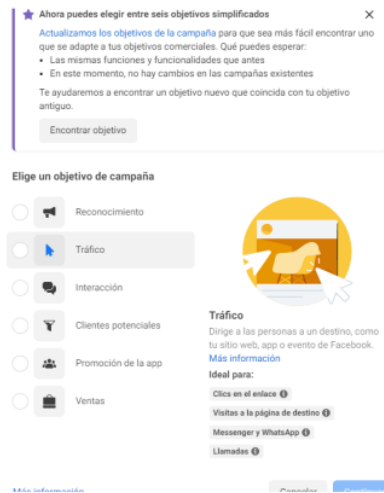 Ahora puedes elegir entre seis objetivos simplificados
Actualizamos los objetivos de la campaña para que sea más fácil encontrar uno
que se adapte a tus objetivos comerciales. Qué puedes esperar:
• Las mismas funciones y funcionalidades que antes
• En este momento, no hay cambios en las campañas existentes
Te ayudaremos a encontrar un objetivo nuevo que coincida con tu objetivo
antiguo.
Encontrar objetivo
Elige un objetivo de campaña
Reconocimiento
Tráfico
Interacción
Clientes potenciales
Promoción de la app
Ventas
Tráfico
Dirige a las personas a un destino, como
tu sitio web, app o evento de Facebook.
Más información
Ideal para:
Clics en el enlace
Visitas a la página de destino
Messenger y WhatsApp
Llamadas
Más información
Cancelar